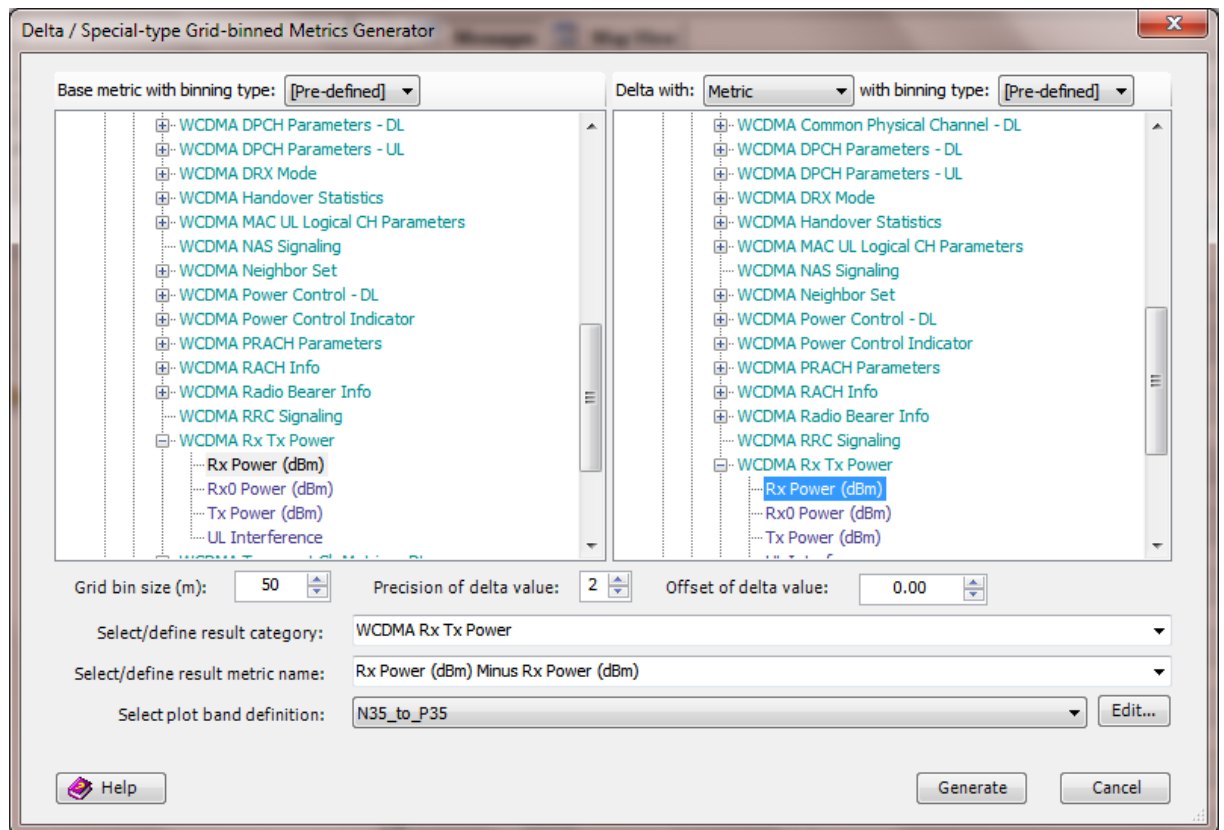 Delta / Special-type Grid-binned Metrics Generator
Base metric with binning type: [Pre-defined]
Delta with: Metric with binning type: [Pre-defined]
WCDMA DPCH Parameters - DL
WCDMA DPCH Parameters - UL
WCDMA DRX Mode
WCDMA Handover Statistics
WCDMA MAC UL Logical CH Parameters
WCDMA NAS Signaling
WCDMA Neighbor Set
WCDMA Power Control - DL
WCDMA Power Control Indicator
WCDMA PRACH Parameters
WCDMA RACH Info
WCDMA Radio Bearer Info
WCDMA RRC Signaling
WCDMA Rx Tx Power
Rx Power (dBm)
Rx0 Power (dBm)
Tx Power (dBm)
UL Interference
WCDMA Common Physical Channel - DL
WCDMA DPCH Parameters - DL
WCDMA DPCH Parameters - UL
WCDMA DRX Mode
WCDMA Handover Statistics
WCDMA MAC UL Logical CH Parameters
WCDMA NAS Signaling
WCDMA Neighbor Set
WCDMA Power Control - DL
WCDMA Power Control Indicator
WCDMA PRACH Parameters
WCDMA RACH Info
WCDMA Radio Bearer Info
WCDMA RRC Signaling
WCDMA Rx Tx Power
Rx Power (dBm)
Rx0 Power (dBm)
Tx Power (dBm)
Grid bin size (m): 50 Precision of delta value: 2 Offset of delta value: 0.00
Select/define result category: WCDMA Rx Tx Power
Select/define result metric name: Rx Power (dBm) Minus Rx Power (dBm)
Select plot band definition: N35_to_P35 Edit...
Help Generate Cancel